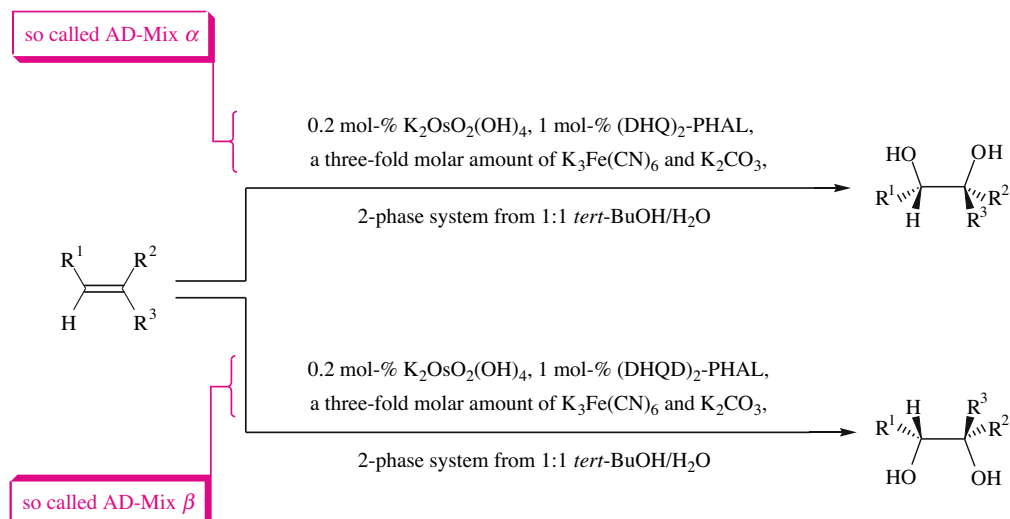 so called AD-Mix α
0.2 mol-% K₂OsO₂(OH)₄, 1 mol-% (DHQ)₂-PHAL,
a three-fold molar amount of K₃Fe(CN)₆ and K₂CO₃,
2-phase system from 1:1 tert-BuOH/H₂O
HO OH
R¹ R²
H R³
R¹ R²
H R³
0.2 mol-% K₂OsO₂(OH)₄, 1 mol-% (DHQD)₂-PHAL,
a three-fold molar amount of K₃Fe(CN)₆ and K₂CO₃,
2-phase system from 1:1 tert-BuOH/H₂O
H R³
R¹ R²
HO OH
so called AD-Mix β